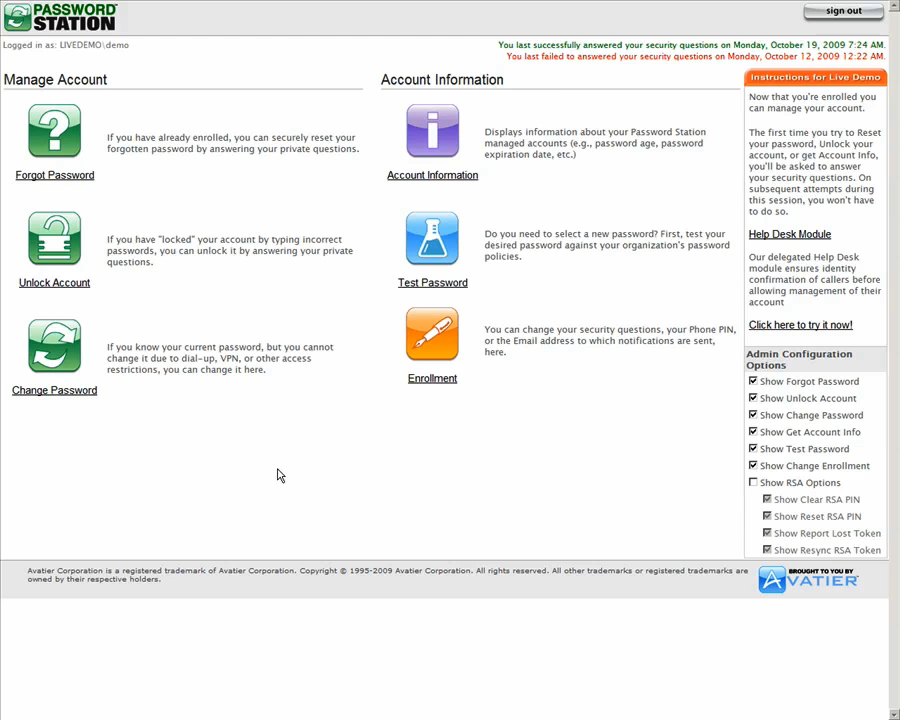 PASSWORD
STATION
sign out
Logged in as: LIVEDEMO\demo
You last successfully answered your security questions on Monday, October 19, 2009 7:24 AM.
You last failed to answered your security questions on Monday, October 12, 2009 12:22 AM.
Manage Account
If you have already enrolled, you can securely reset your
forgotten password by answering your private questions.
Forgot Password
If you have "locked" your account by typing incorrect
passwords, you can unlock it by answering your private
questions.
Unlock Account
If you know your current password, but you cannot
change it due to dial-up, VPN, or other access
restrictions, you can change it here.
Change Password
Account Information
Displays information about your Password Station
managed accounts (e.g., password age, password
expiration date, etc.)
Account Information
Do you need to select a new password? First, test your
desired password against your organization's password
policies.
Test Password
You can change your security questions, your Phone PIN,
or the Email address to which notifications are sent,
here.
Enrollment
Instructions for Live Demo
Now that you're enrolled you
can manage your account.
The first time you try to Reset
your password, Unlock your
account, or get Account Info,
you'll be asked to answer
your security questions. On
subsequent attempts during
this session, you won't have
to do so.
Help Desk Module
Our delegated Help Desk
module ensures identity
confirmation of callers before
allowing management of their
account
Click here to try it now!
Admin Configuration
Options
Show Forgot Password
Show Unlock Account
Show Change Password
Show Get Account Info
Show Test Password
Show Change Enrollment
Show RSA Options
Show Clear RSA PIN
Show Reset RSA PIN
Show Report Lost Token
Show Resync RSA Token
Avatier Corporation is a registered trademark of Avatier Corporation. Copyright © 1995-2009 Avatier Corporation. All rights reserved. All other trademarks or registered trademarks are
owned by their respective holders.
BROUGHT TO YOU BY
AVATIER